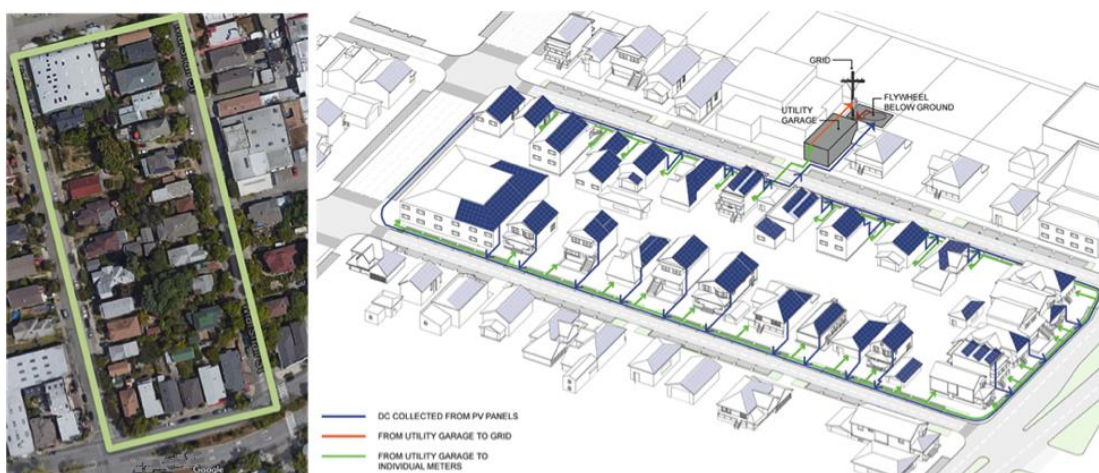 Google
GRID
FLYWHEEL
BELOW GROUND
UTILITY
GARAGE
DC COLLECTED FROM PV PANELS
FROM UTILITY GARAGE TO GRID
FROM UTILITY GARAGE TO
INDIVIDUAL METERS